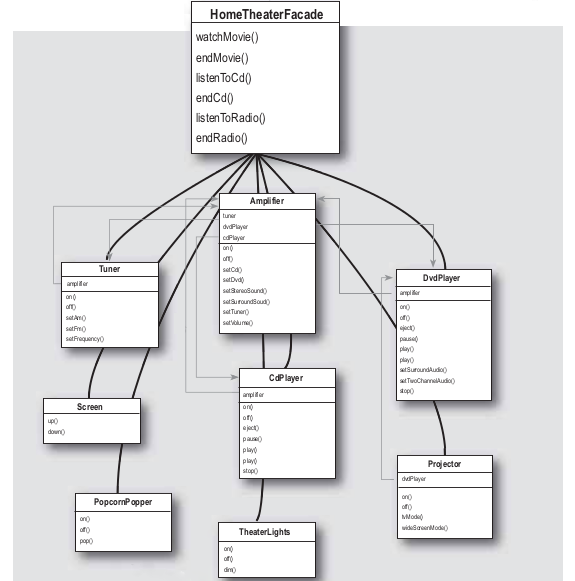 HomeTheaterFacade
watchMovie()
endMovie()
listenToCd()
endCd()
listenToRadio()
endRadio()
Amplifier
tuner
dvdPlayer
cdPlayer
on()
off()
setCd()
setDvd()
setStereoSound()
setSurroundSoud()
setTuner()
setVolume()
Tuner
amplifier
on()
off()
setAm()
setFm()
setFrequency()
DvdPlayer
amplifier
on()
off()
eject()
pause()
play()
play()
setSurroundAudio()
setTwoChannelAudio()
stop()
Screen
up()
down()
CdPlayer
amplifier
on()
off()
eject()
pause()
play()
play()
stop()
Projector
dvdPlayer
on()
off()
tvMode()
wideScreenMode()
PopcornPopper
on()
off()
pop()
TheaterLights
on()
off()
dim()